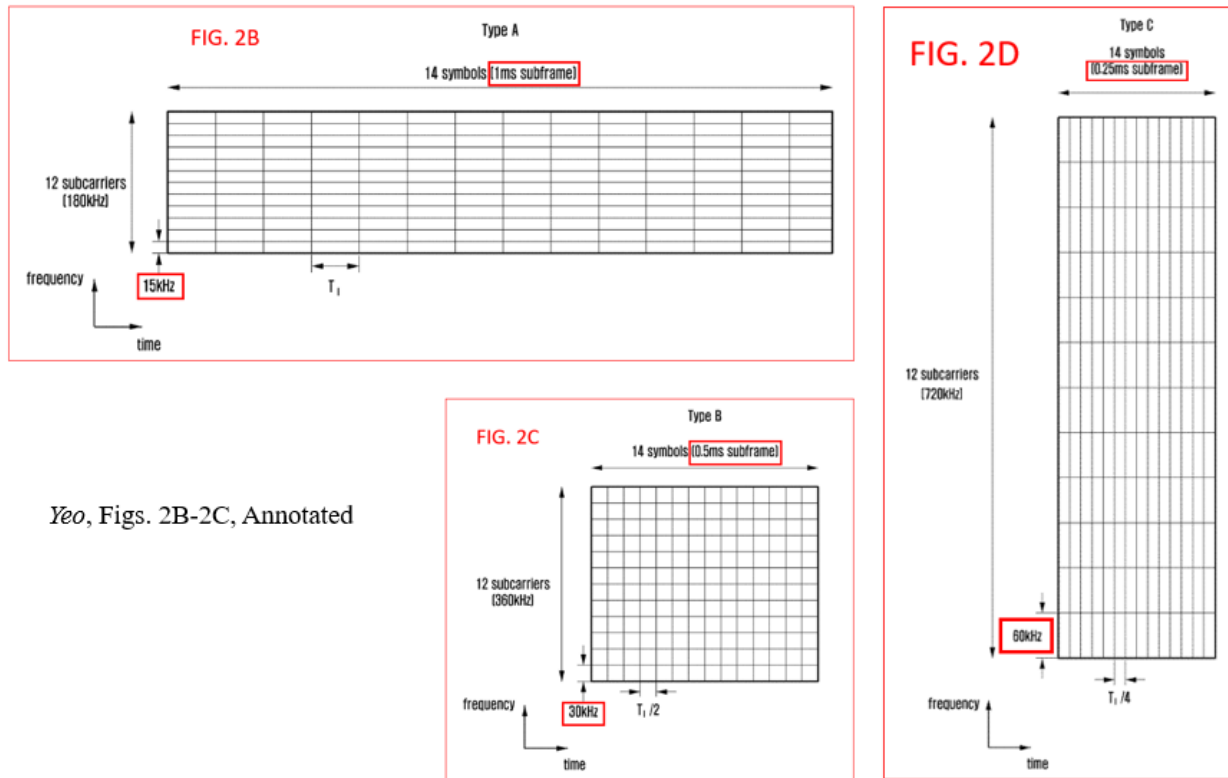 FIG. 2B
Type A
14 symbols (1ms subframe)
12 subcarriers
(180kHz)
15kHz
T₁
frequency
time
FIG. 2C
Type B
14 symbols (0.5ms subframe)
12 subcarriers
(360kHz)
30kHz
T₁/2
frequency
time
Yeo, Figs. 2B-2C, Annotated
FIG. 2D
Type C
14 symbols
(0.25ms subframe)
12 subcarriers
(720kHz)
60kHz
T₁/4
frequency
time